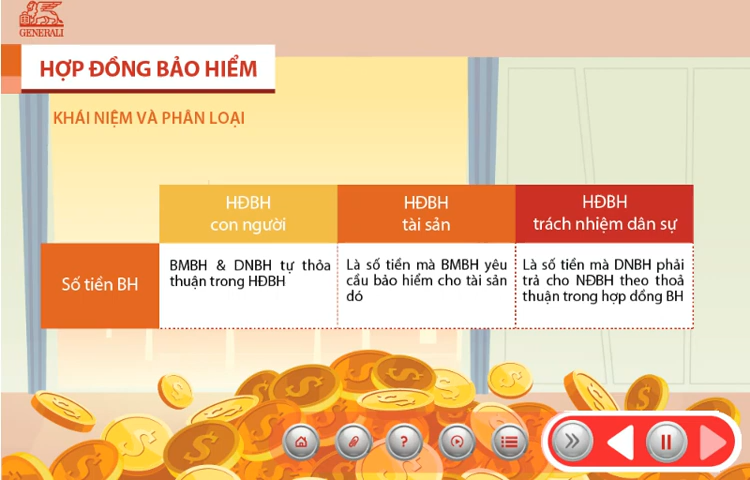 GENERALI
HỢP ĐỒNG BẢO HIỂM
KHÁI NIỆM VÀ PHÂN LOẠI
HĐBH
con người
HĐBH
tài sản
HĐBH
trách nhiệm dân sự
Số tiền BH
BMBH & DNBH tự thỏa
thuận trong HĐBH
Là số tiền mà BMBH yêu
cầu bảo hiểm cho tài sản
đó
Là số tiền mà DNBH phải
trả cho NĐBH theo thoả
thuận trong hợp đồng BH